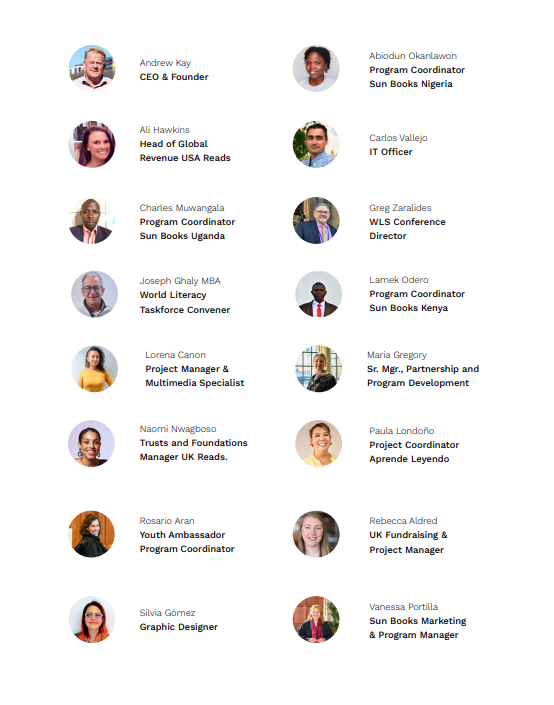 Andrew Kay
CEO & Founder
Abiodun Okanlawon
Program Coordinator
Sun Books Nigeria
Ali Hawkins
Head of Global
Revenue USA Reads
Carlos Vallejo
IT Officer
Charles Muwangala
Program Coordinator
Sun Books Uganda
Greg Zaralides
WLS Conference
Director
Joseph Ghaly MBA
World Literacy
Taskforce Convener
Lamek Odero
Program Coordinator
Sun Books Kenya
Lorena Canon
Project Manager &
Multimedia Specialist
Maria Gregory
Sr. Mgr., Partnership and
Program Development
Naomi Nwagboso
Trusts and Foundations
Manager UK Reads.
Paula Londoño
Project Coordinator
Aprende Leyendo
Rosario Aran
Youth Ambassador
Program Coordinator
Rebecca Aldred
UK Fundraising &
Project Manager
Silvia Gómez
Graphic Designer
Vanessa Portilla
Sun Books Marketing
& Program Manager